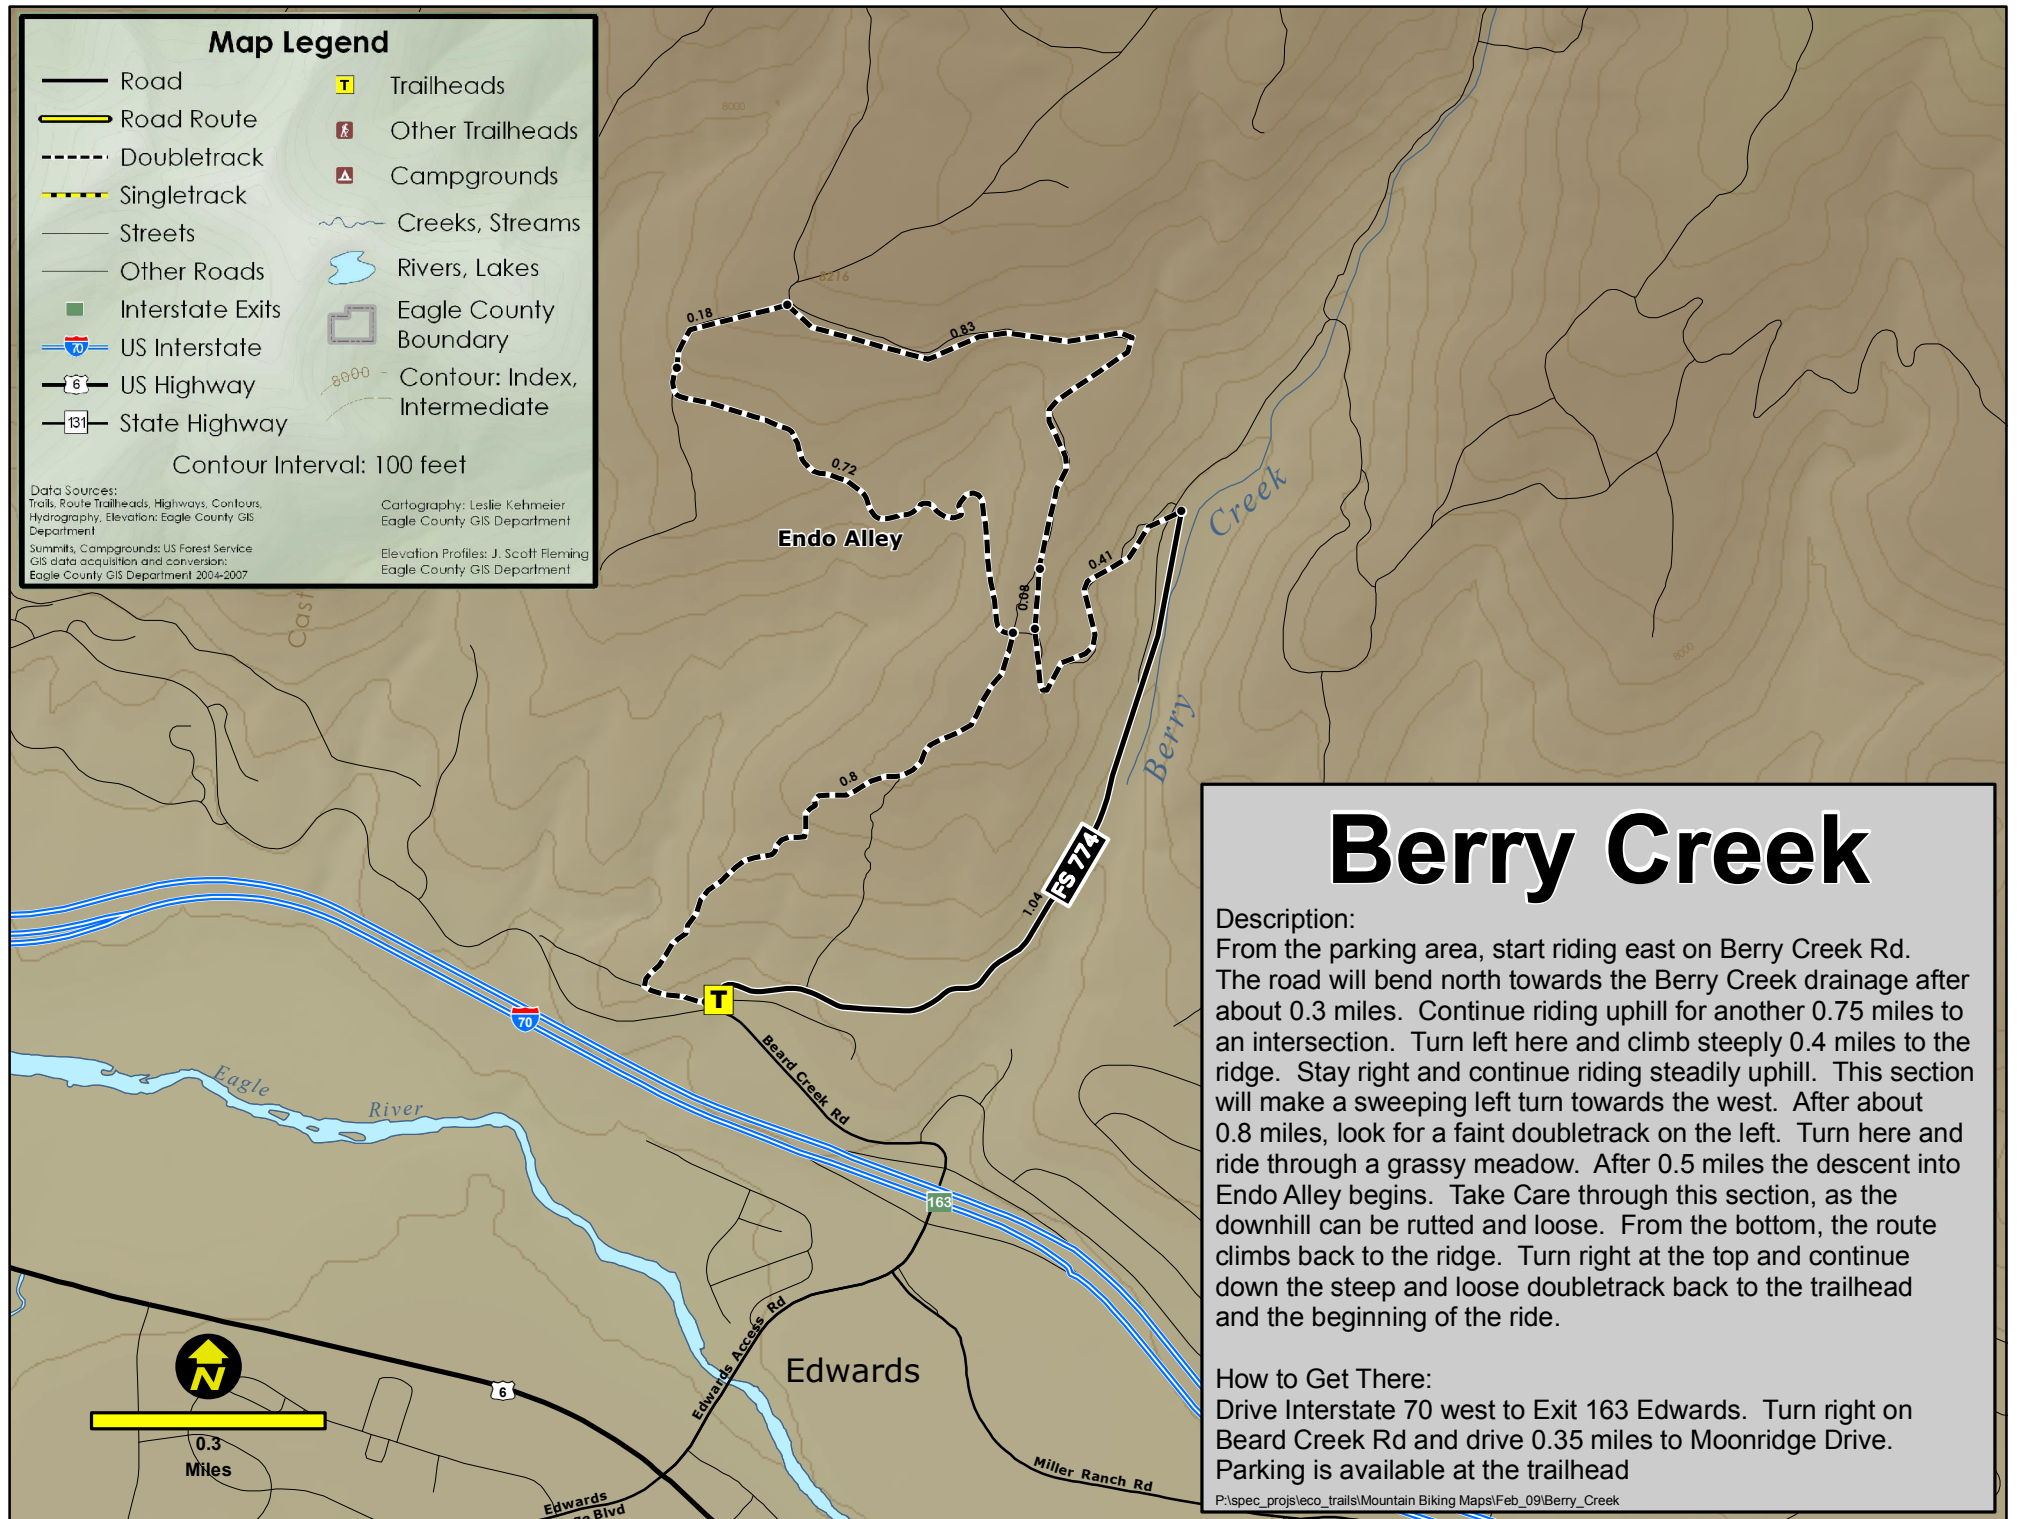 Map Legend
Road
Road Route
Doubletrack
Singletrack
Streets
Other Roads
Interstate Exits
70
US Interstate
6
US Highway
131
State Highway
T
Trailheads
Other Trailheads
Campgrounds
Creeks, Streams
Rivers, Lakes
Eagle County
Boundary
8000
Contour: Index,
Intermediate
Contour Interval: 100 feet
Data Sources:
Trails, Route Trailheads, Highways, Contours,
Hydrography, Elevation: Eagle County GIS
Department
Summits, Campgrounds: US Forest Service
GIS data acquisition and conversion:
Eagle County GIS Department 2004-2007
Cartography: Leslie Kehmeier
Eagle County GIS Department
Elevation Profiles: J. Scott Fleming
Eagle County GIS Department
8000
8216
0.18
0.83
0.72
Endo Alley
0.41
0.08
Creek
Berry
Cast
8000
0.8
FS 774
1.04
T
70
Beard Creek Rd
Eagle
River
163
Edwards Access Rd
Edwards
6
N
0.3
Miles
Miller Ranch Rd
Edwards
Blvd
Berry Creek
Description:
From the parking area, start riding east on Berry Creek Rd.
The road will bend north towards the Berry Creek drainage after
about 0.3 miles.  Continue riding uphill for another 0.75 miles to
an intersection.  Turn left here and climb steeply 0.4 miles to the
ridge.  Stay right and continue riding steadily uphill.  This section
will make a sweeping left turn towards the west.  After about
0.8 miles, look for a faint doubletrack on the left.  Turn here and
ride through a grassy meadow.  After 0.5 miles the descent into
Endo Alley begins.  Take Care through this section, as the
downhill can be rutted and loose.  From the bottom, the route
climbs back to the ridge.  Turn right at the top and continue
down the steep and loose doubletrack back to the trailhead
and the beginning of the ride.
How to Get There:
Drive Interstate 70 west to Exit 163 Edwards.  Turn right on
Beard Creek Rd and drive 0.35 miles to Moonridge Drive.
Parking is available at the trailhead
P:\spec_projs\eco_trails\Mountain Biking Maps\Feb_09\Berry_Creek